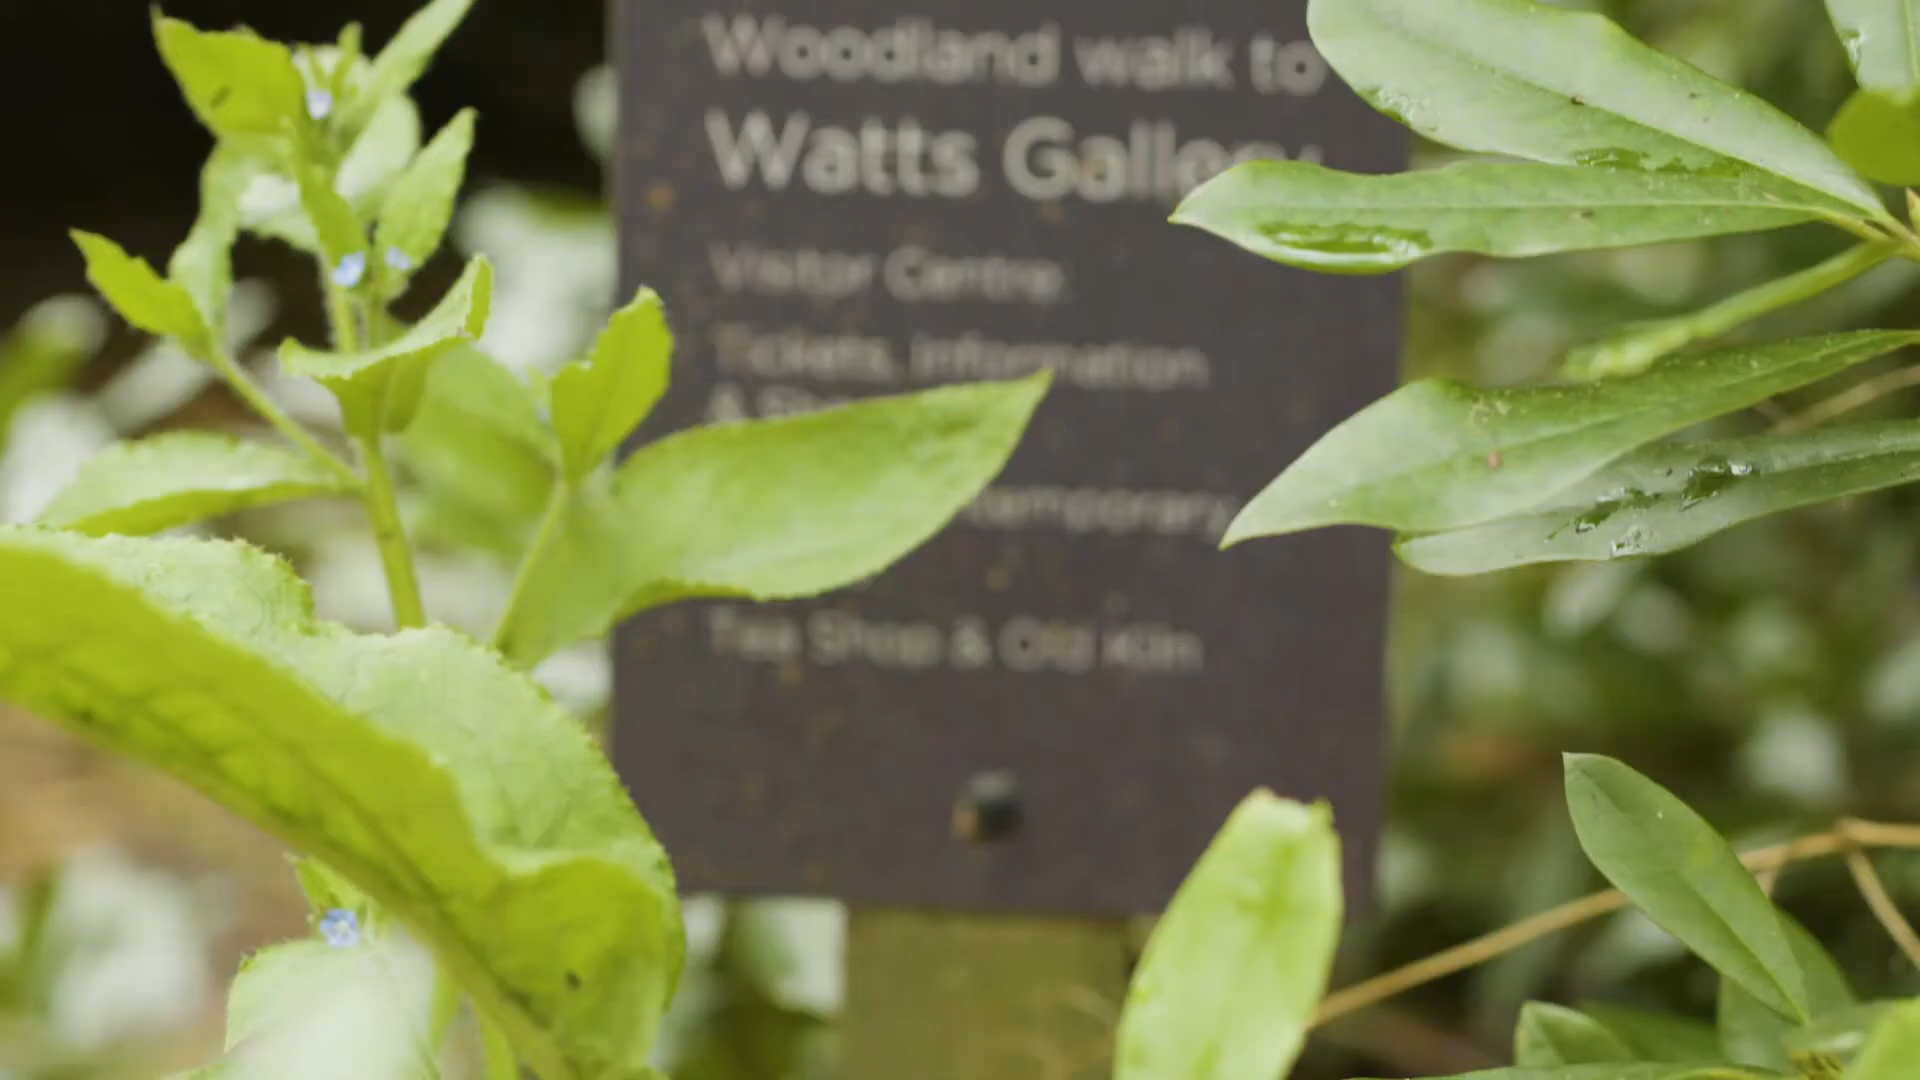 Woodland walk to
Watts Gallery
Visitor Centre:
Tickets, information
&
Tea Shop & Old Kiln